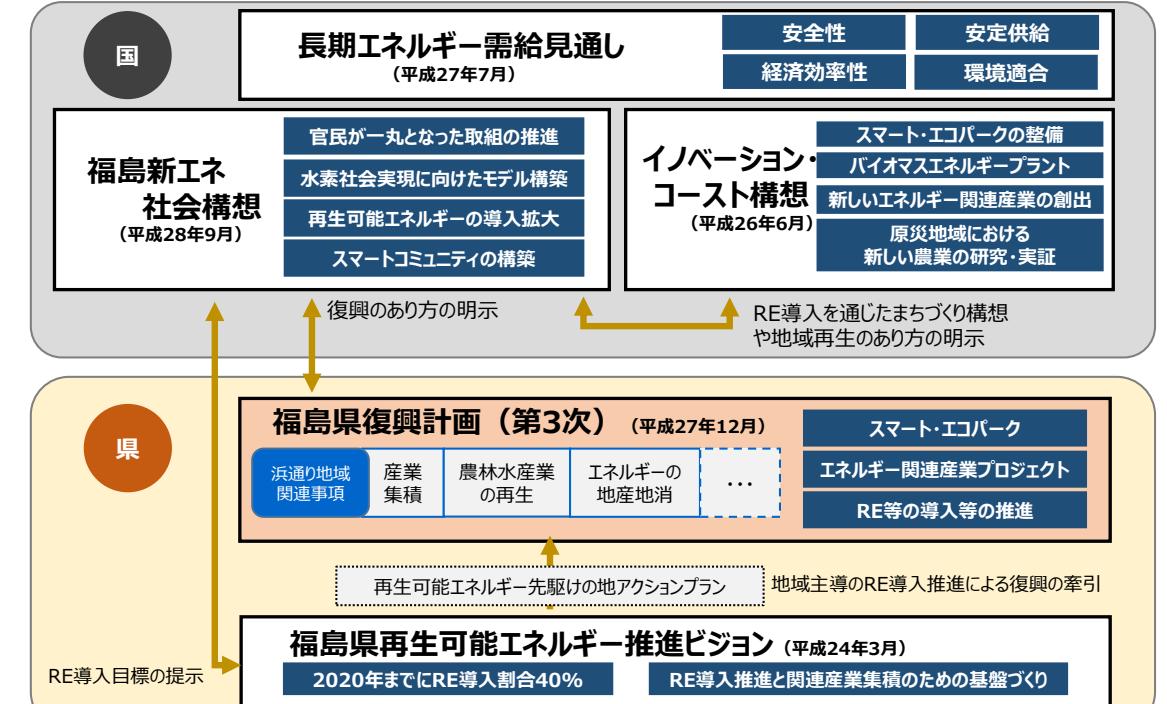 国
長期エネルギー需給見通し
（平成27年7月）
安全性
安定供給
経済効率性
環境適合
福島新エネ
社会構想
（平成28年9月）
官民が一丸となった取組の推進
水素社会実現に向けたモデル構築
再生可能エネルギーの導入拡大
スマートコミュニティの構築
イノベーション・
コースト構想
（平成26年6月）
スマート・エコパークの整備
バイオマスエネルギープラント
新しいエネルギー関連産業の創出
原災地域における
新しい農業の研究・実証
復興のあり方の明示
RE導入を通じたまちづくり構想
や地域再生のあり方の明示
県
福島県復興計画（第3次）（平成27年12月）
浜通り地域
関連事項
産業
集積
農林水産業
の再生
エネルギーの
地産地消
…
スマート・エコパーク
エネルギー関連産業プロジェクト
RE等の導入等の推進
再生可能エネルギー先駆けの地アクションプラン
地域主導のRE導入推進による復興の牽引
福島県再生可能エネルギー推進ビジョン（平成24年3月）
RE導入目標の提示
2020年までにRE導入割合40%
RE導入推進と関連産業集積のための基盤づくり